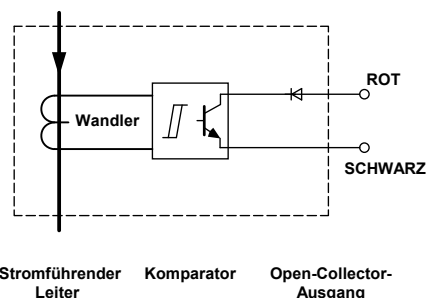 ROT
Wandler
SCHWARZ
Stromführender Komparator Open-Collector-
Leiter Ausgang